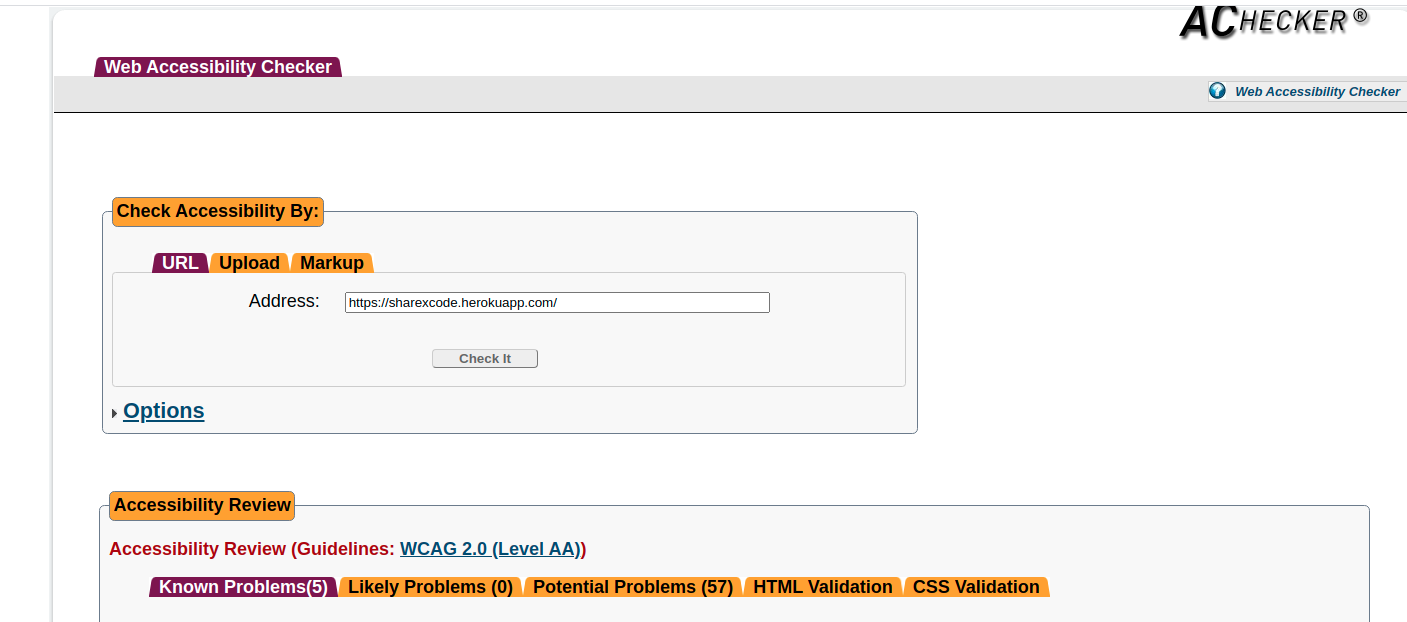 ACHECKER ®
Web Accessibility Checker
Web Accessibility Checker
Check Accessibility By:
URL Upload Markup
Address: https://sharexcode.herokuapp.com/
Check It
Options
Accessibility Review
Accessibility Review (Guidelines: WCAG 2.0 (Level AA))
Known Problems(5) Likely Problems (0) Potential Problems (57) HTML Validation CSS Validation